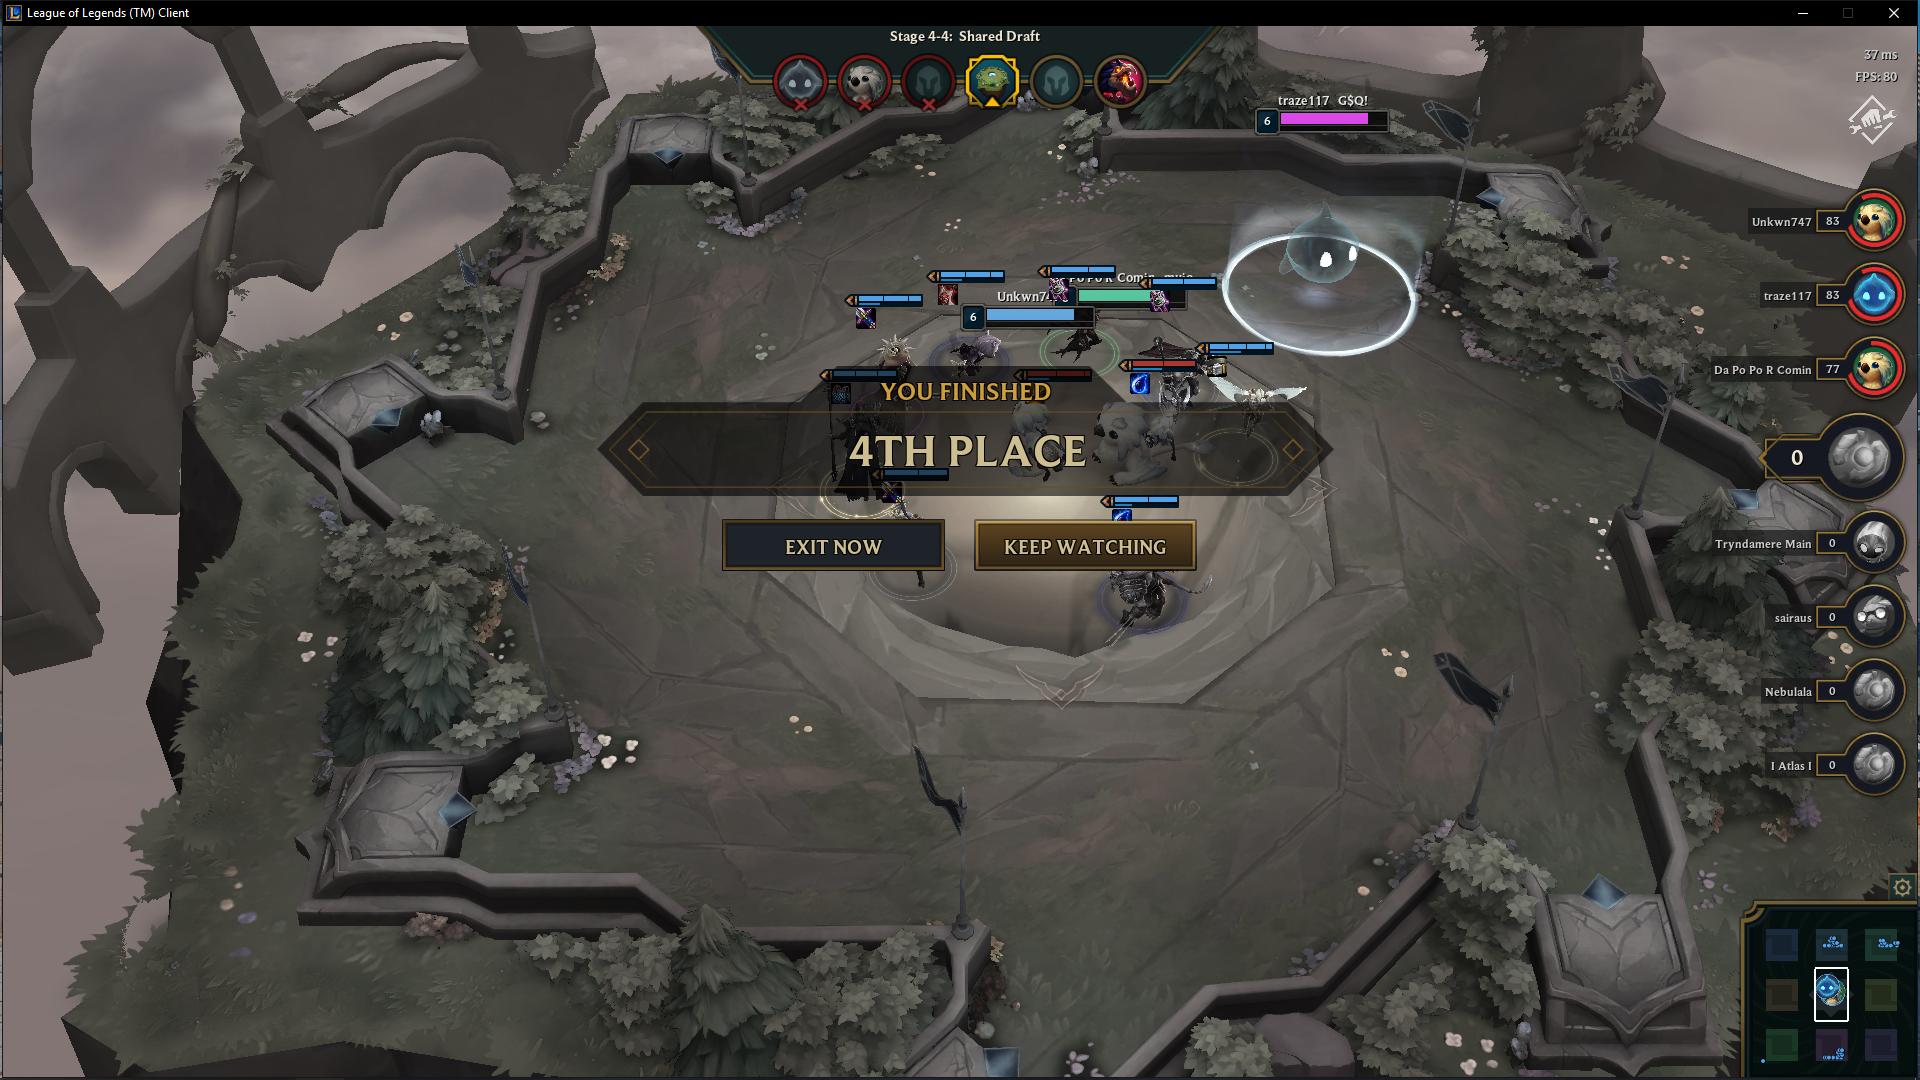 League of Legends (TM) Client
Stage 4-4: Shared Draft
37 ms
FPS: 80
traze117 G$Q!
6
Unkwn747 83
traze117 83
Da Po Po R Comin 77
0
Tryndamere Main 0
sairaus 0
Nebulala 0
I Atlas I 0
R Comin
Unkwn74
6
YOU FINISHED
4TH PLACE
EXIT NOW
KEEP WATCHING